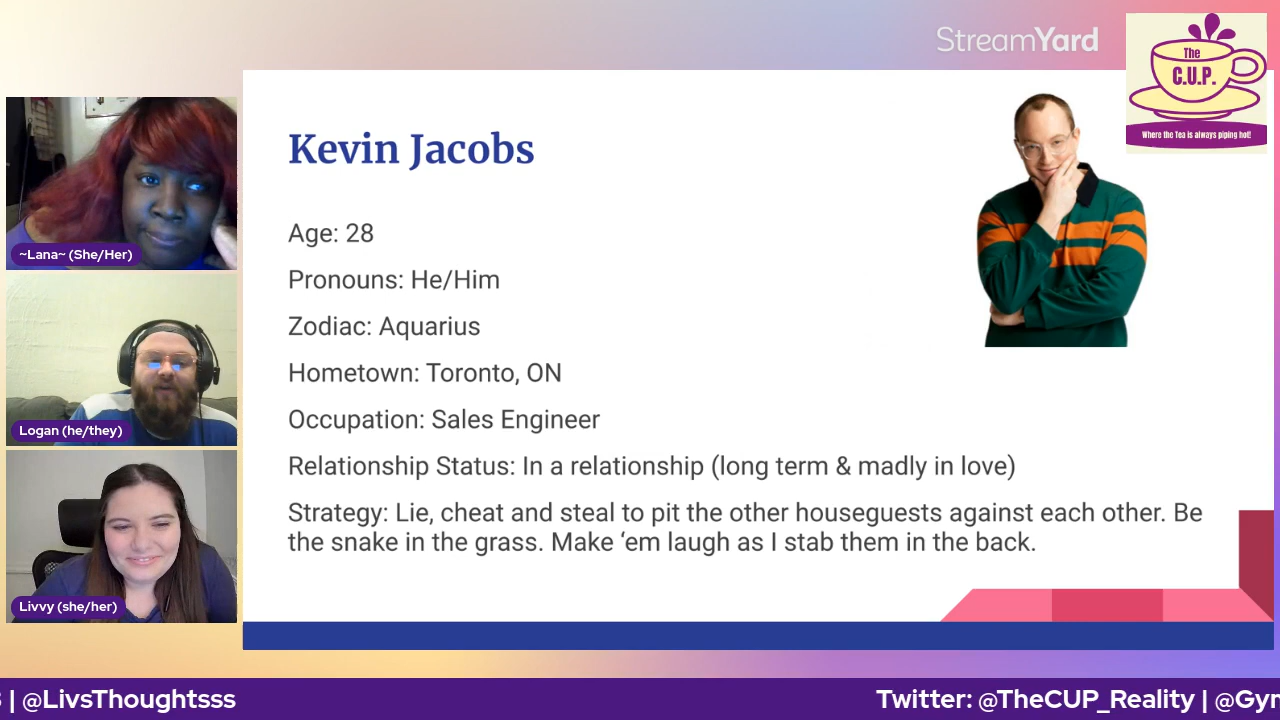 StreamYard
The
C.U.P.
Where the Tea is always piping hot!
Kevin Jacobs
Age: 28
Pronouns: He/Him
Zodiac: Aquarius
Hometown: Toronto, ON
Occupation: Sales Engineer
Relationship Status: In a relationship (long term & madly in love)
Strategy: Lie, cheat and steal to pit the other houseguests against each other. Be
the snake in the grass. Make ‘em laugh as I stab them in the back.
~Lana~ (She/Her)
Logan (he/they)
Livvy (she/her)
| @LivsThoughtsss
Twitter: @TheCUP_Reality | @Gyr